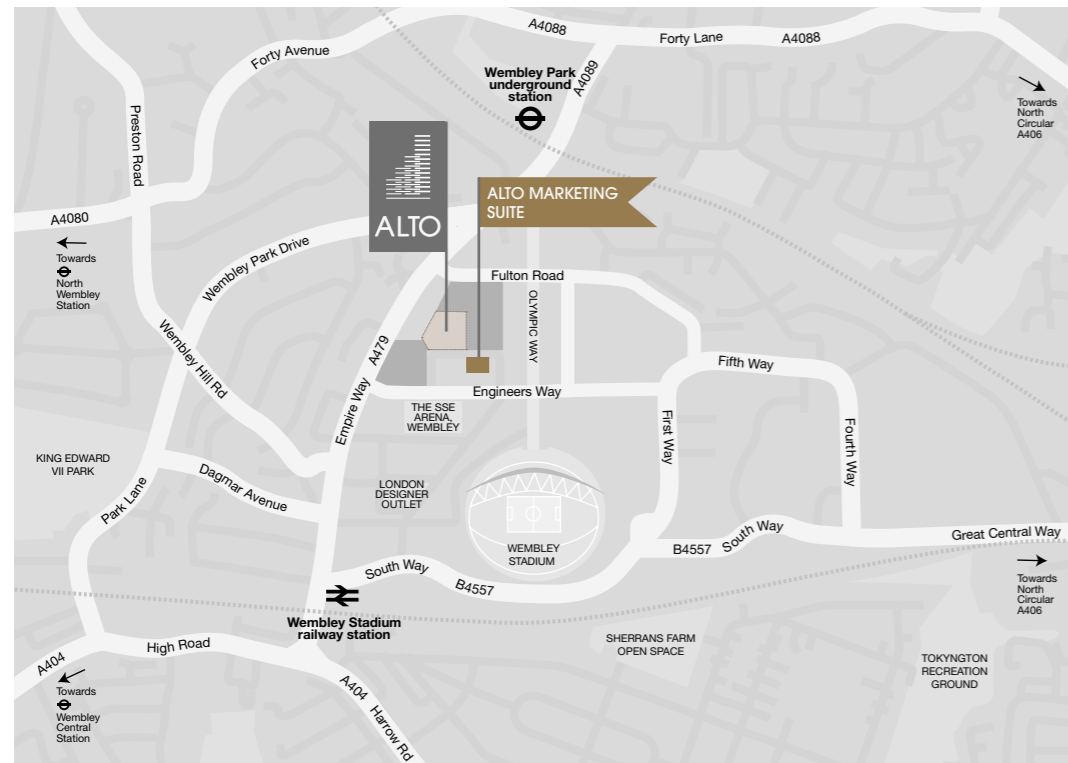 A4088
Forty Lane
A4088
Forty Avenue
A4089
Wembley Park
underground
station
Towards
North
Circular
A406
Preston Road
ALTO
ALTO MARKETING
SUITE
A4080
Towards
North
Wembley
Station
Wembley Park Drive
Fulton Road
OLYMPIC WAY
Wembley Hill Rd
A479
Empire Way
Engineers Way
Fifth Way
First Way
Fourth Way
THE SSE
ARENA,
WEMBLEY
KING EDWARD
VII PARK
Dagmar Avenue
Park Lane
LONDON
DESIGNER
OUTLET
WEMBLEY
STADIUM
B4557
South Way
Great Central Way
South Way
B4557
Towards
North
Circular
A406
Wembley Stadium
railway station
High Road
A404
SHERRANS FARM
OPEN SPACE
TOKYNGTON
RECREATION
GROUND
Towards
Wembley
Central
Station
A404
Harrow Rd